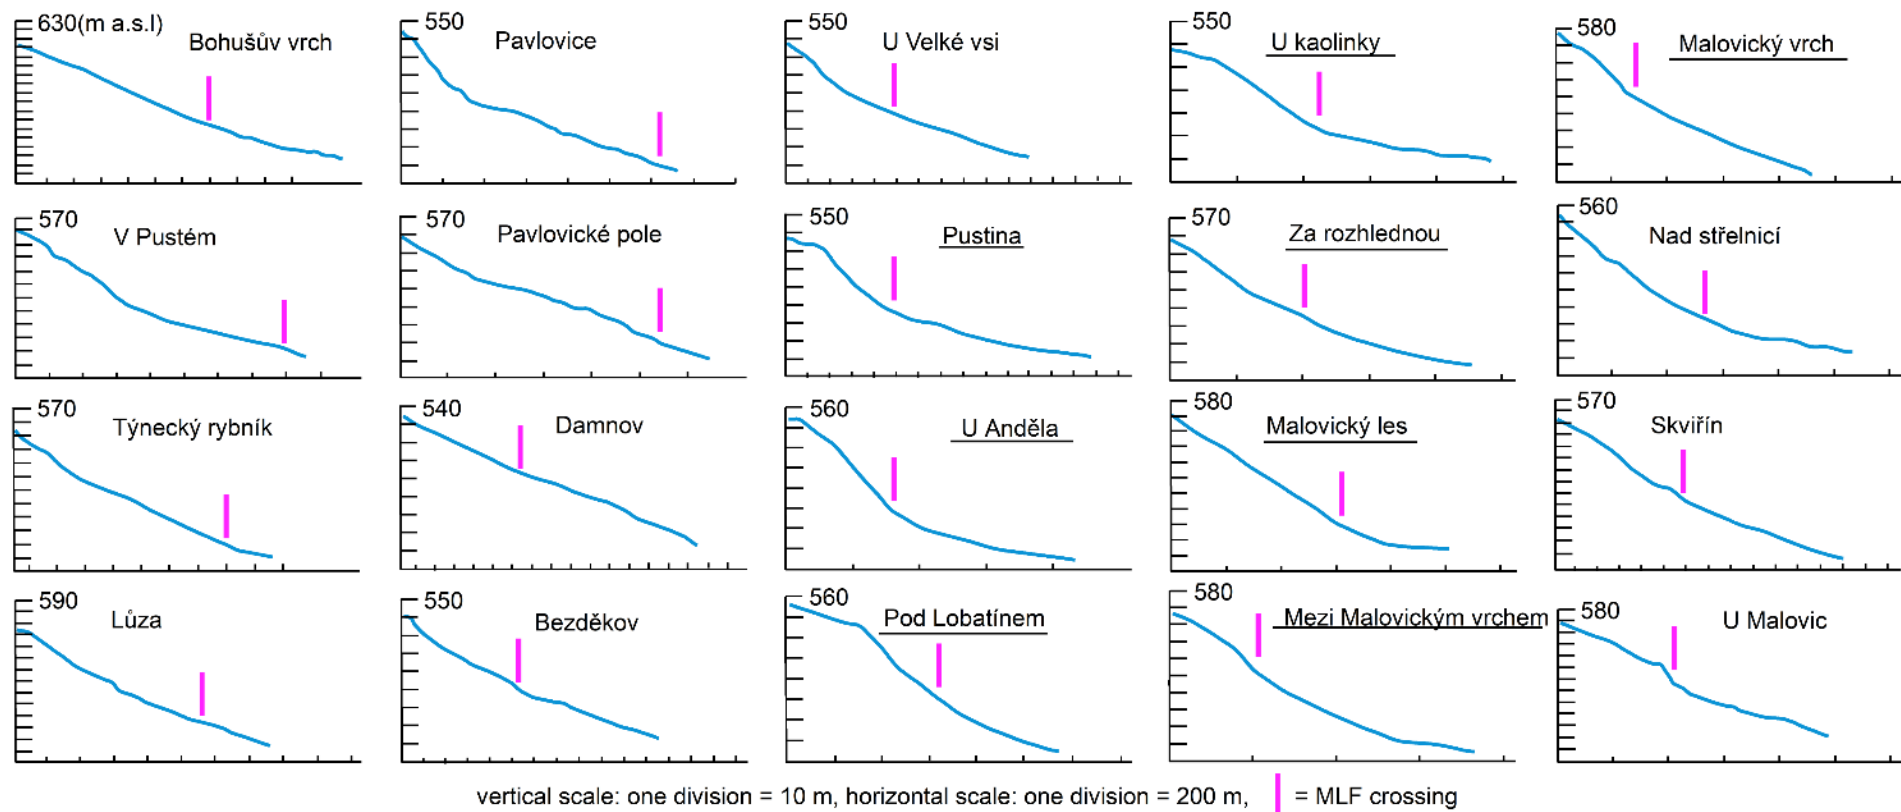 630(m a.s.l)
Bohušův vrch
550
Pavlovice
550
U Velké vsi
550
U kaolinky
580
Malovický vrch
570
V Pustém
570
Pavlovické pole
550
Pustina
570
Za rozhlednou
560
Nad střelnicí
570
Týnecký rybník
540
Damnov
560
U Anděla
580
Malovický les
570
Skviřín
590
Lůza
550
Bezděkov
560
Pod Lobatínem
580
Mezi Malovickým vrchem
580
U Malovic
vertical scale: one division = 10 m, horizontal scale: one division = 200 m, = MLF crossing